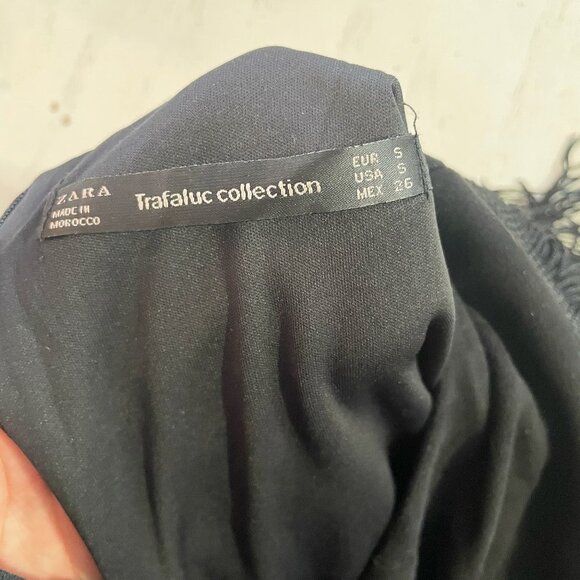 ZARA
MADE IN
MOROCCO
Trafaluc collection
EUR S
USA S
MEX 26